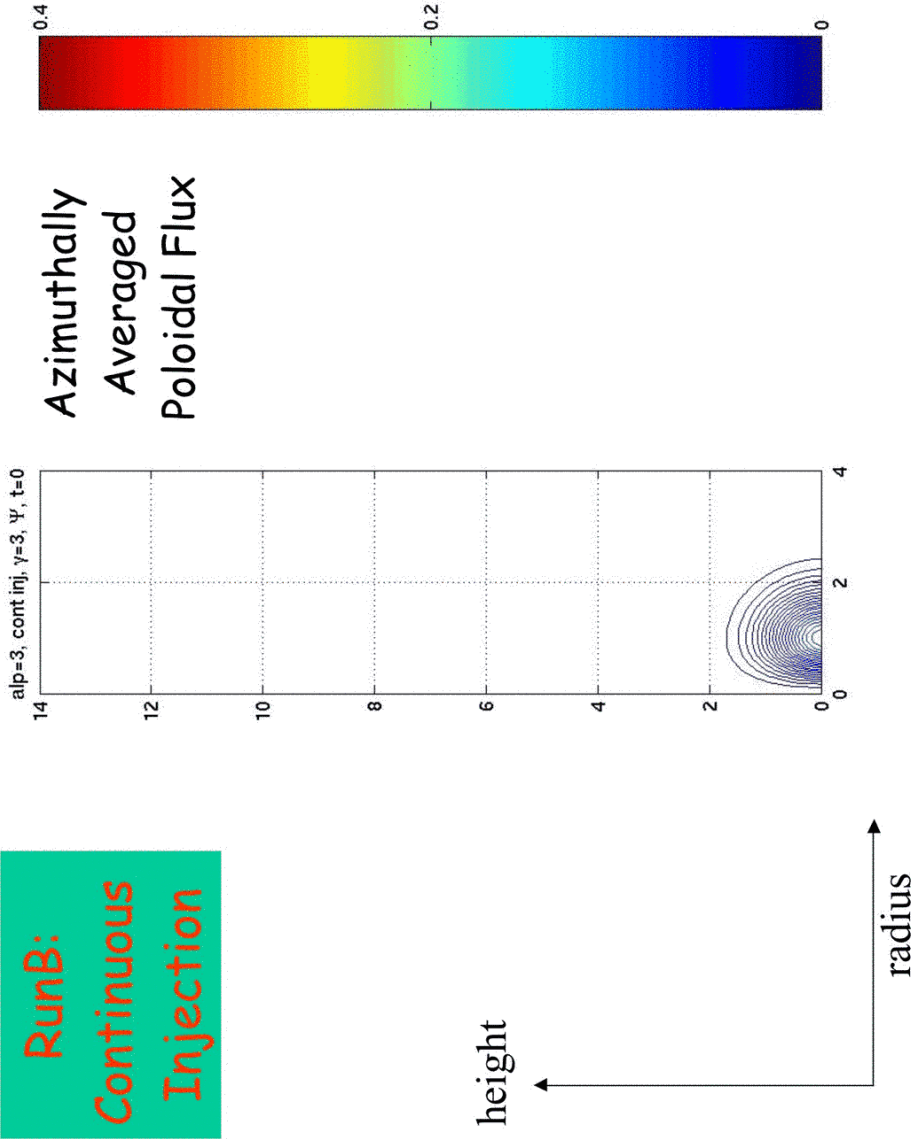 RunB:
Continuous
Injection
height
radius
alp=3, cont inj, γ=3, Ψ, t=0
14
12
10
8
6
4
2
0
0
2
4
Azimuthally
Averaged
Poloidal Flux
0.4
0.2
0